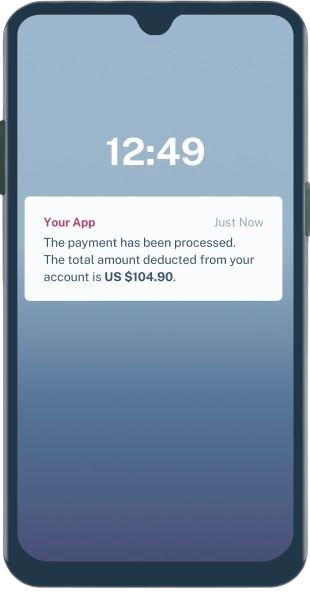 12:49
Your App Just Now
The payment has been processed.
The total amount deducted from your
account is US $104.90.